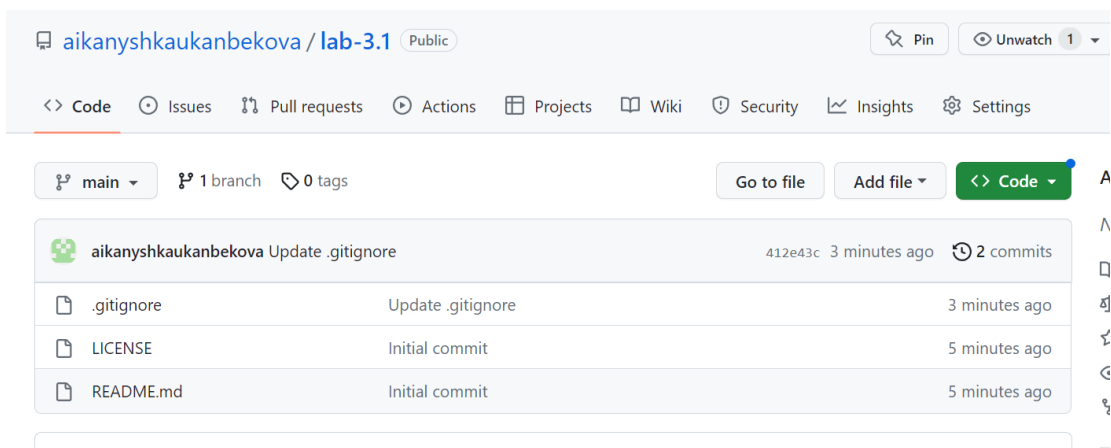 aikanyshkaukanbekova / lab-3.1 Public Pin Unwatch 1
<> Code Issues Pull requests Actions Projects Wiki Security Insights Settings
main 1 branch 0 tags Go to file Add file <> Code
aikanyshkaukanbekova Update .gitignore 412e43c 3 minutes ago 2 commits
.gitignore Update .gitignore 3 minutes ago
LICENSE Initial commit 5 minutes ago
README.md Initial commit 5 minutes ago